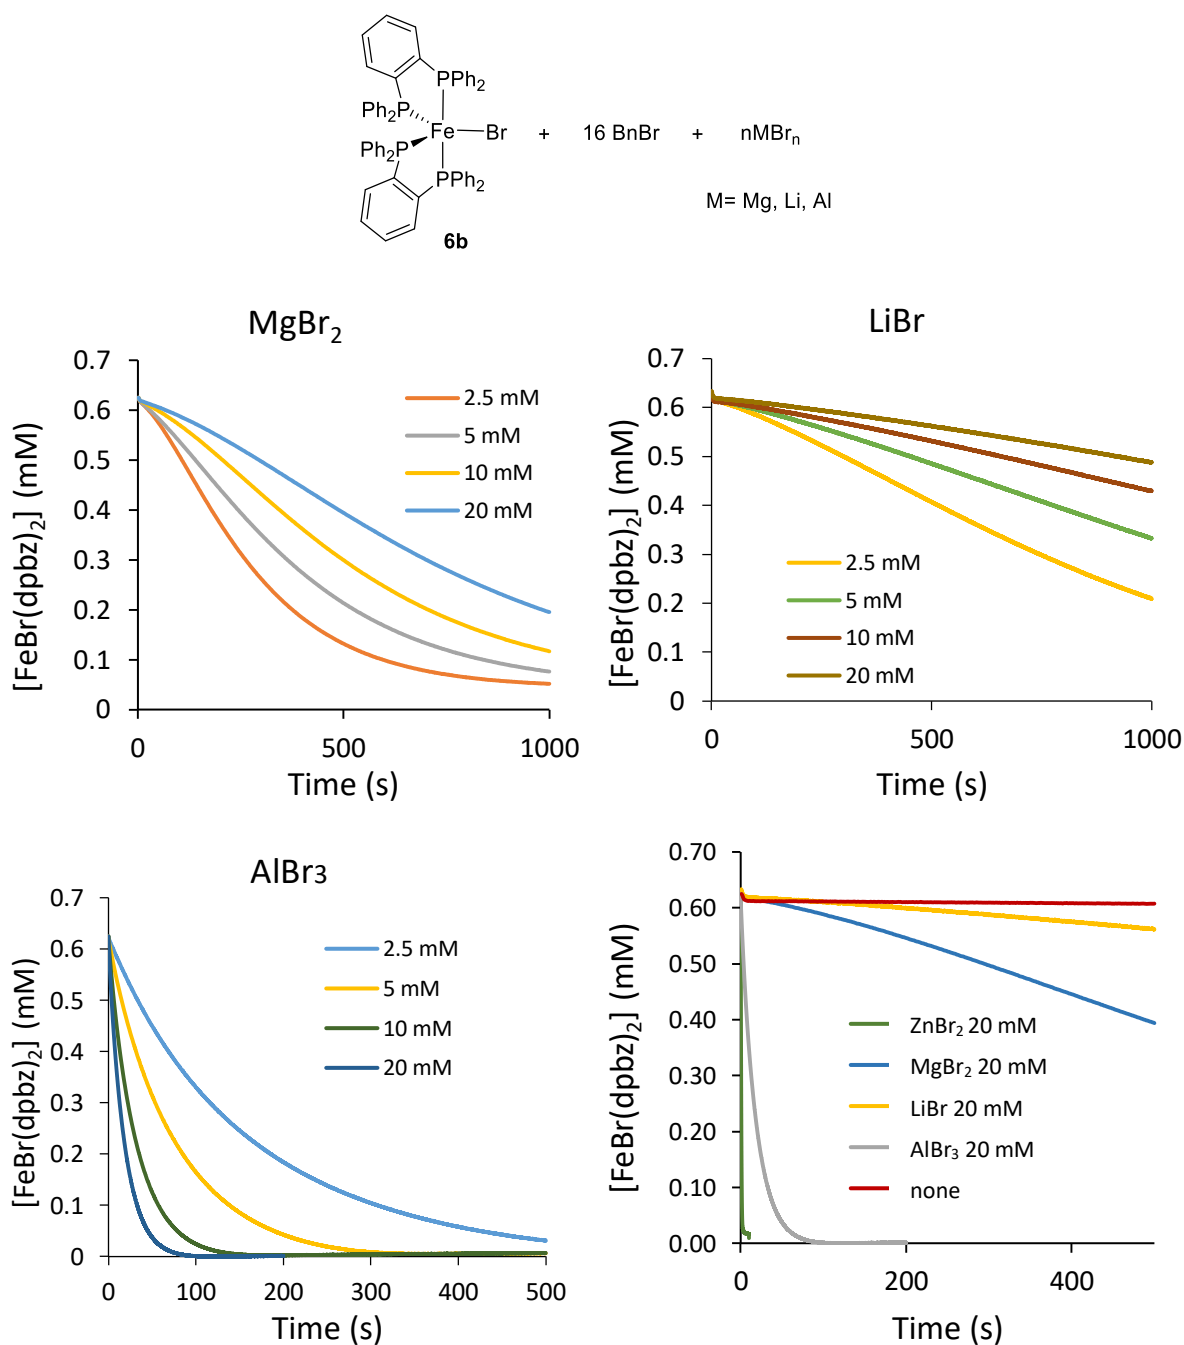 PPh₂
Ph₂P
Fe Br + 16 BnBr + nMBrₙ
Ph₂P
PPh₂
M= Mg, Li, Al
6b
MgBr₂
[FeBr(dpbz)₂] (mM)
0.7
0.6
0.5
0.4
0.3
0.2
0.1
0
2.5 mM
5 mM
10 mM
20 mM
0 500 1000
Time (s)
LiBr
[FeBr(dpbz)₂] (mM)
0.7
0.6
0.5
0.4
0.3
0.2
0.1
0
2.5 mM
5 mM
10 mM
20 mM
0 500 1000
Time (s)
AlBr3
[FeBr(dpbz)₂] (mM)
0.7
0.6
0.5
0.4
0.3
0.2
0.1
0
2.5 mM
5 mM
10 mM
20 mM
0 100 200 300 400 500
Time (s)
[FeBr(dpbz)₂] (mM)
0.70
0.60
0.50
0.40
0.30
0.20
0.10
0.00
ZnBr₂ 20 mM
MgBr₂ 20 mM
LiBr 20 mM
AlBr₃ 20 mM
none
0 200 400
Time (s)